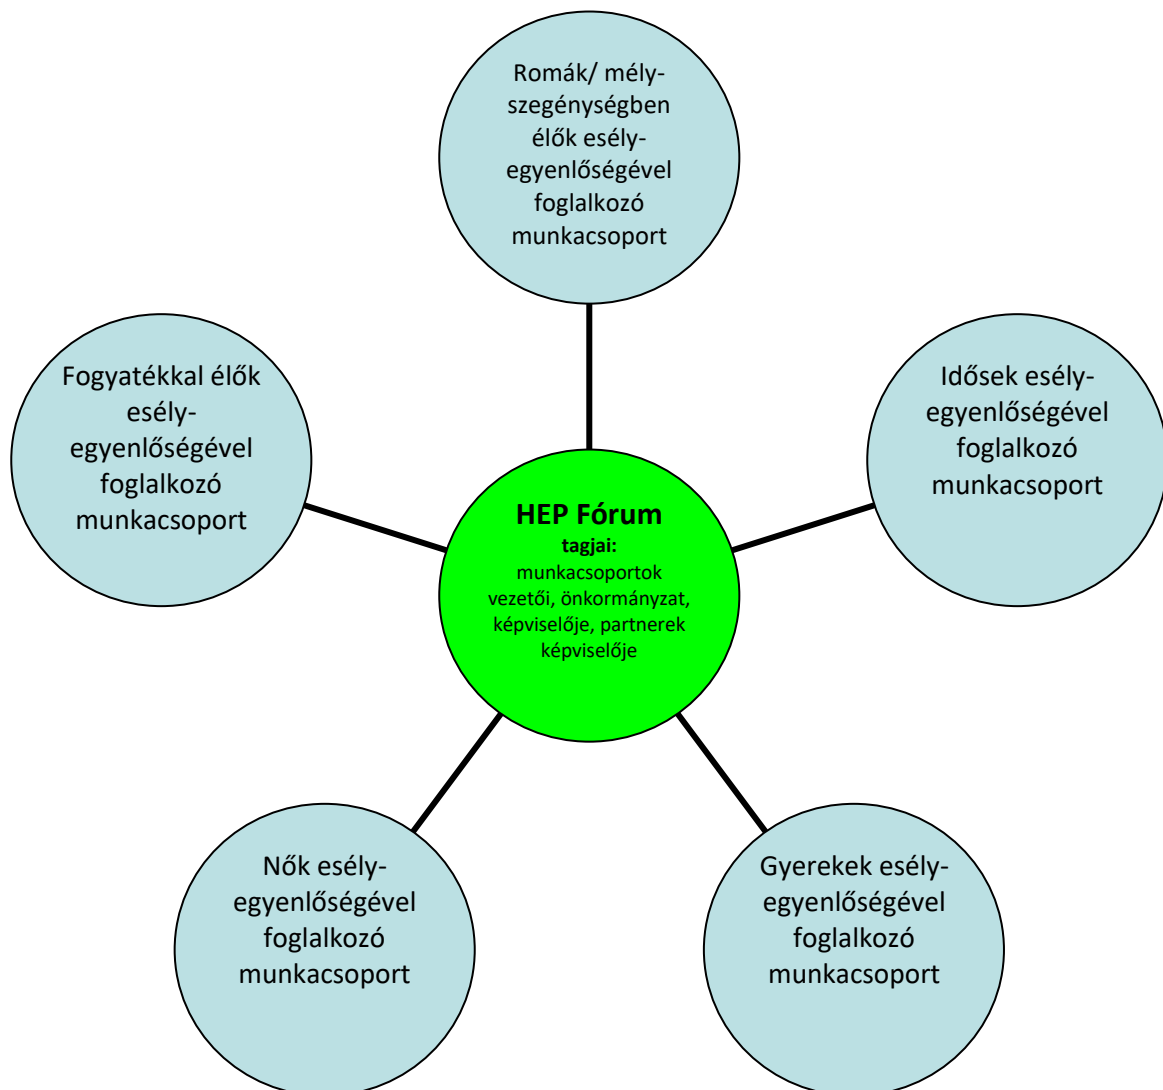 Romák/ mély-
szegénységben
élők esély-
egyenlőségével
foglalkozó
munkacsoport
Fogyatékkal élők
esély-
egyenlőségével
foglalkozó
munkacsoport
Idősek esély-
egyenlőségével
foglalkozó
munkacsoport
HEP Fórum
tagjai:
munkacsoportok
vezetői, önkormányzat,
képviselője, partnerek
képviselője
Nők esély-
egyenlőségével
foglalkozó
munkacsoport
Gyerekek esély-
egyenlőségével
foglalkozó
munkacsoport